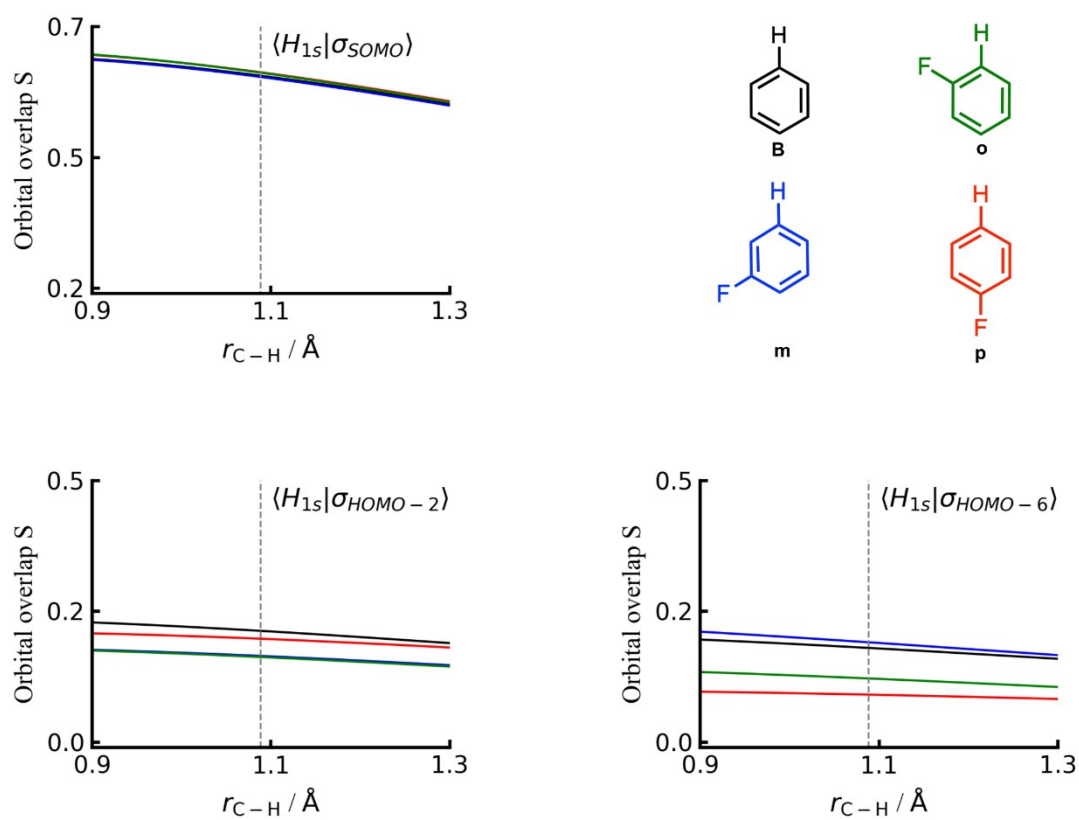 0.7
0.5
0.2
Orbital overlap S
⟨H1s|σSOMO⟩
0.9 1.1 1.3
rC−H / Å
H
B
H
F
o
H
F
m
H
F
p
0.5
0.2
0.0
Orbital overlap S
⟨H1s|σHOMO−2⟩
0.9 1.1 1.3
rC−H / Å
0.5
0.2
0.0
Orbital overlap S
⟨H1s|σHOMO−6⟩
0.9 1.1 1.3
rC−H / Å